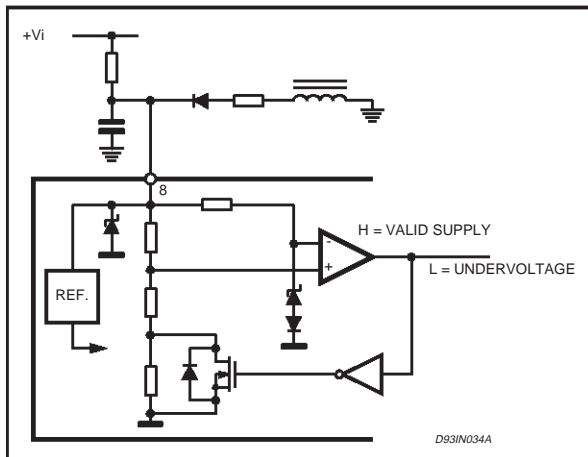 +Vi
8
H = VALID SUPPLY
-
+
L = UNDERVOLTAGE
REF.
D93IN034A